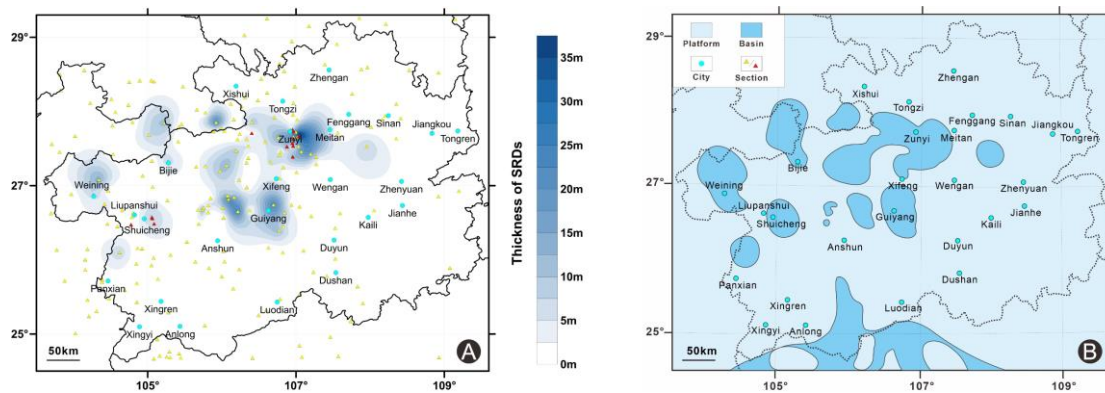 29°
27°
25°
105°
107°
109°
Zhengan
Xishui
Tongzi
Fenggang
Sinan
Jiangkou
Zunyi
Meitan
Tongren
Bijie
Weining
Xifeng
Wengan
Zhenyuan
Liupanshui
Jianhe
Shuicheng
Guiyang
Kaili
Anshun
Duyun
Dushan
Panxian
Xingren
Luodian
Xingyi
Anlong
50km
A
Thickness of SRDs
35m
30m
25m
20m
15m
10m
5m
0m
Platform
Basin
City
Section
29°
27°
25°
105°
107°
109°
Zhengan
Xishui
Tongzi
Fenggang
Sinan
Jiangkou
Zunyi
Meitan
Tongren
Bijie
Xifeng
Wengan
Zhenyuan
Weining
Liupanshui
Jianhe
Shuicheng
Guiyang
Kaili
Anshun
Duyun
Dushan
Panxian
Xingren
Luodian
Xingyi
Anlong
50km
B